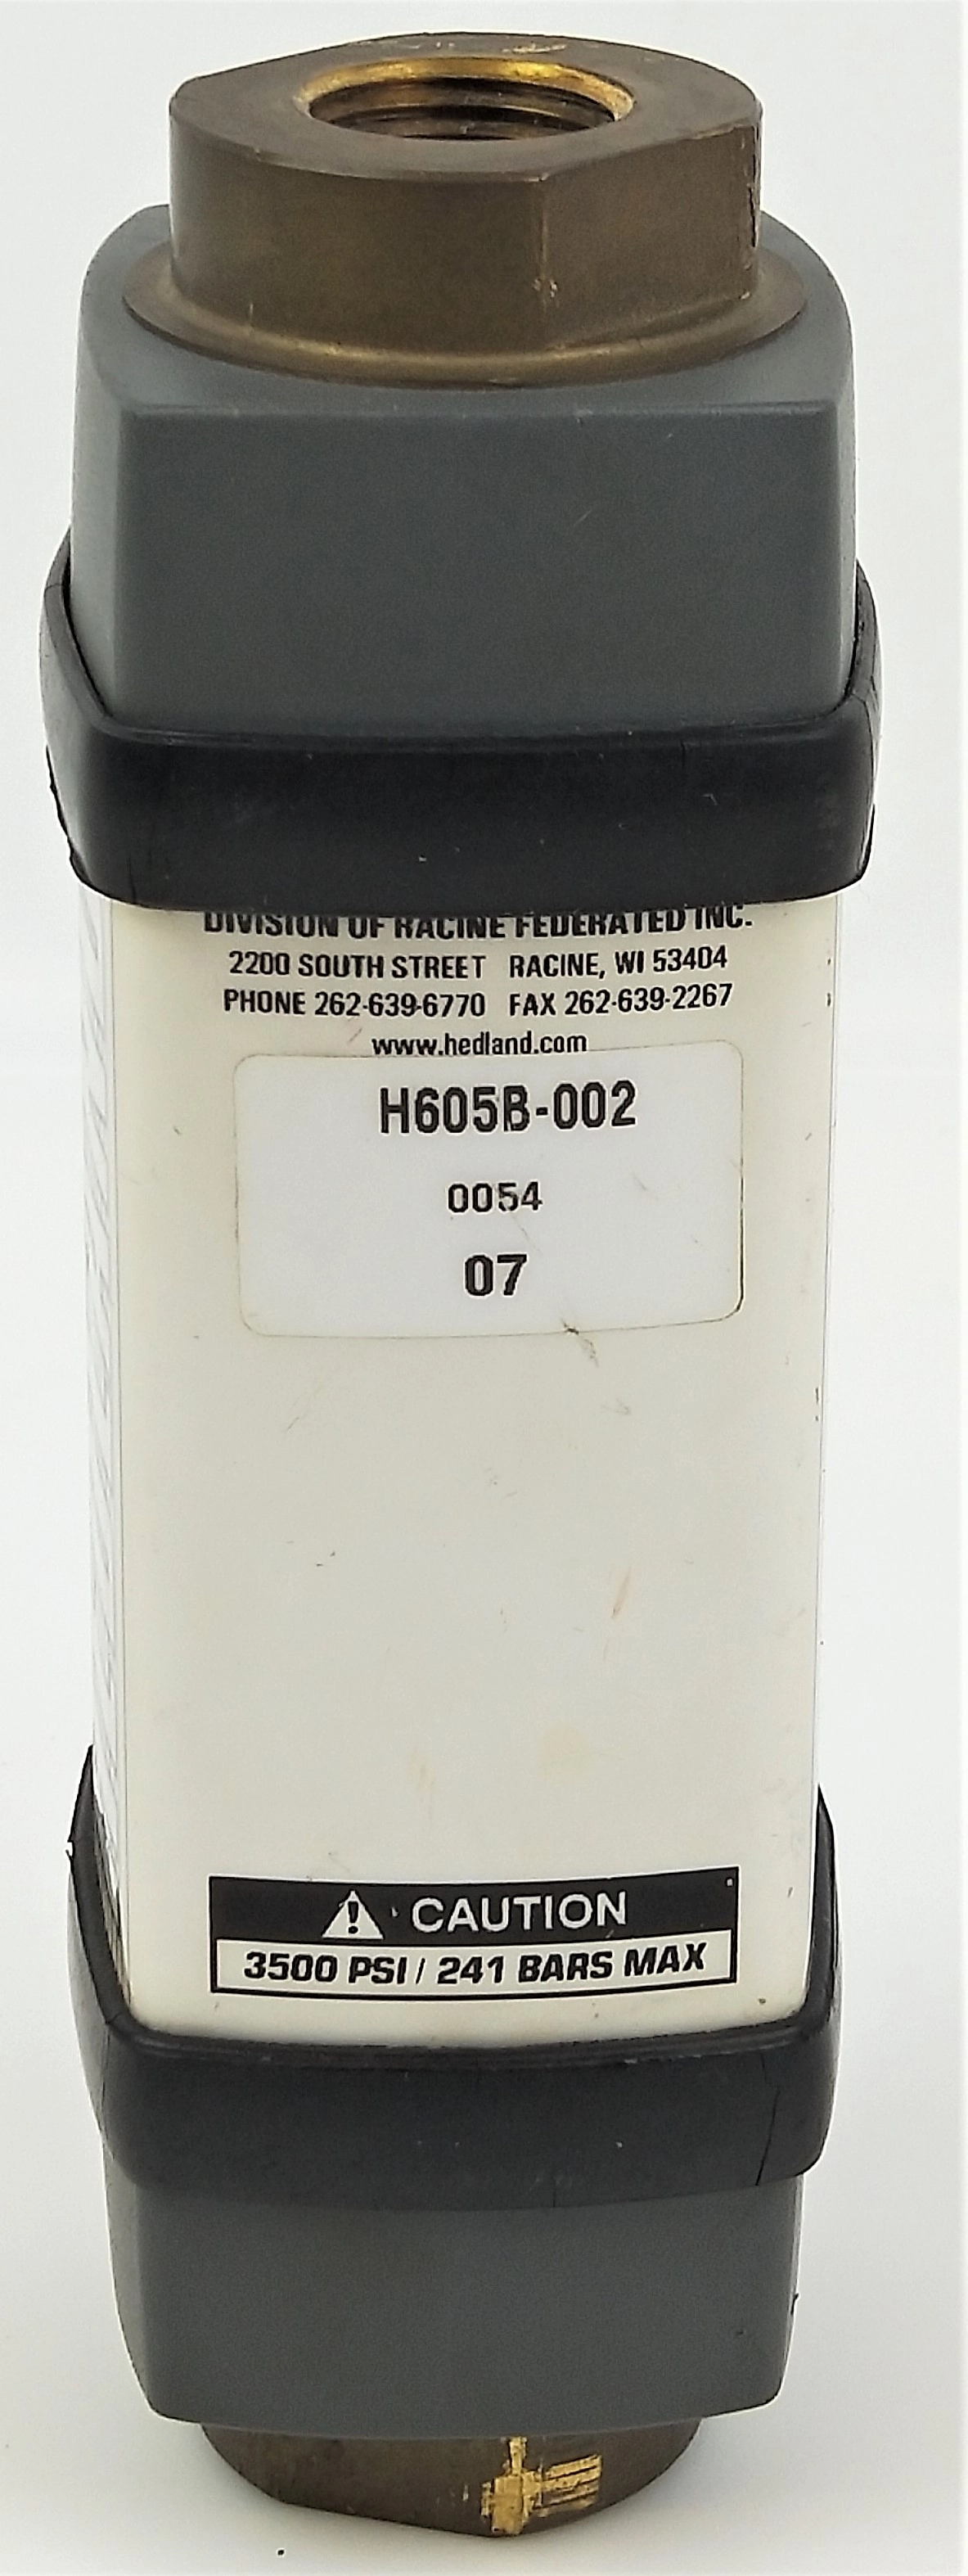 DIVISION OF RACINE FEDERATED INC.
2200 SOUTH STREET RACINE, WI 53404
PHONE 262-639-6770 FAX 262-639-2267
www.hedland.com
H605B-002
0054
07
CAUTION
3500 PSI / 241 BARS MAX